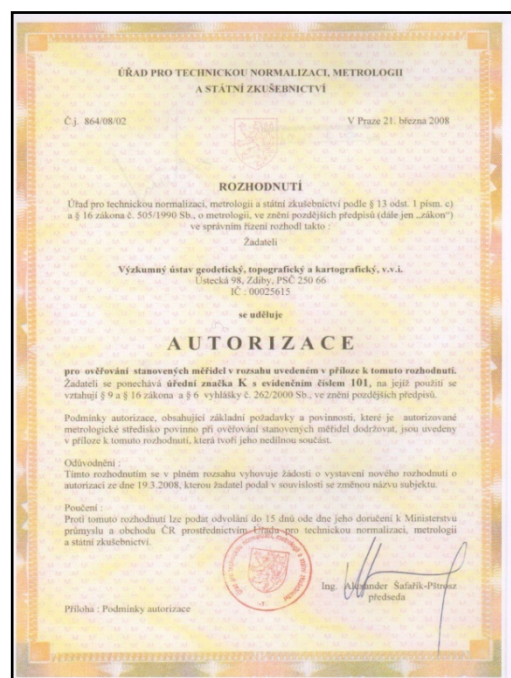 ÚŘAD PRO TECHNICKOU NORMALIZACI, METROLOGII
A STÁTNÍ ZKUŠEBNICTVÍ
Č.j. 864/08/02 V Praze 21. března 2008
ROZHODNUTÍ
Úřad pro technickou normalizaci, metrologii a státní zkušebnictví podle § 13 odst. 1 písm. c)
a § 16 zákona č. 505/1990 Sb., o metrologii, ve znění pozdějších předpisů (dále jen „zákon“)
ve správním řízení rozhodl takto :
Žadateli
Výzkumný ústav geodetický, topografický a kartografický, v.v.i.
Ústecká 98, Zdiby, PSČ 250 66
IČ : 00025615
se uděluje
AUTORIZACE
pro ověřování stanovených měřidel v rozsahu uvedeném v příloze k tomuto rozhodnutí.
Žadateli se ponechává úřední značka K s evidenčním číslem 101, na jejíž použití se
vztahují § 9 a § 16 zákona a § 6 vyhlášky č. 262/2000 Sb., ve znění pozdějších předpisů.
Podmínky autorizace, obsahující základní požadavky a povinnosti, které je autorizované
metrologické středisko povinno při ověřování stanovených měřidel dodržovat, jsou uvedeny
v příloze k tomuto rozhodnutí, která tvoří jeho nedílnou součást.
Odůvodnění :
Tímto rozhodnutím se v plném rozsahu vyhovuje žádosti o vystavení nového rozhodnutí o
autorizaci ze dne 19.3.2008, kterou žadatel podal v souvislosti se změnou názvu subjektu.
Poučení :
Proti tomuto rozhodnutí lze podat odvolání do 15 dnů ode dne jeho doručení k Ministerstvu
průmyslu a obchodu ČR prostřednictvím Úřadu pro technickou normalizaci, metrologii
a státní zkušebnictví.
Ing. Alexander Šafařík-Pštrosz
předseda
Příloha : Podmínky autorizace